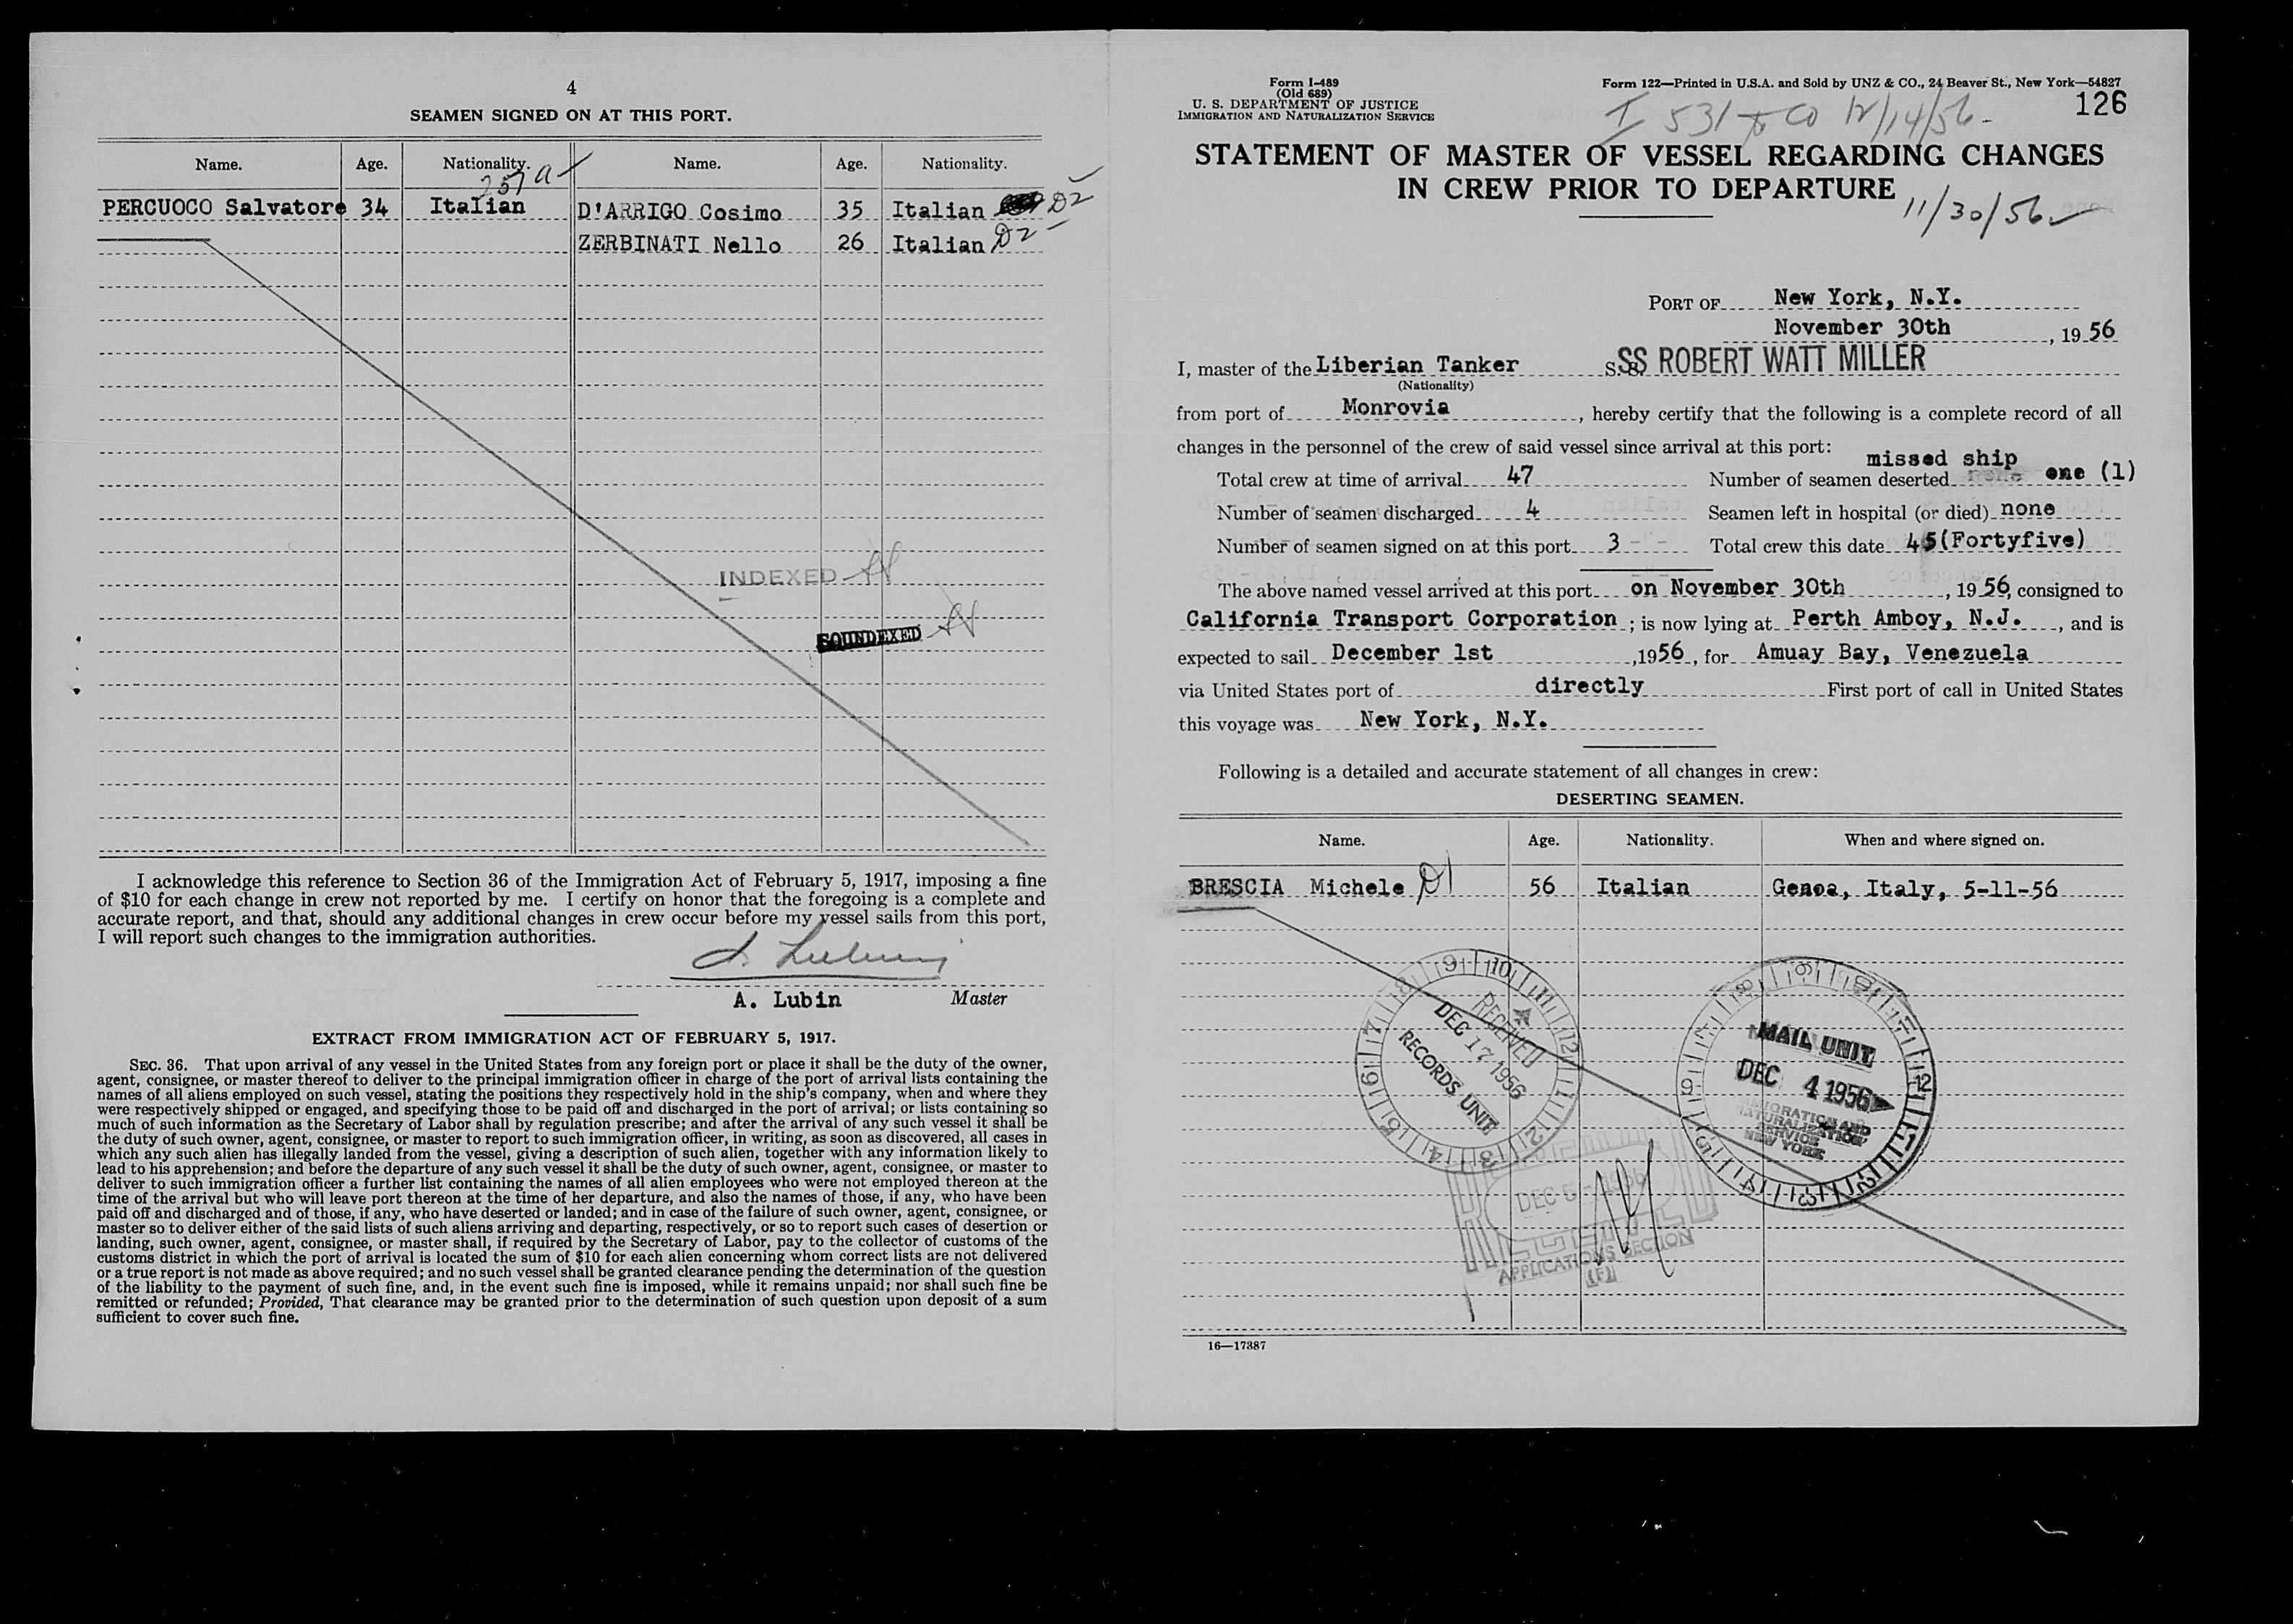 4
SEAMEN SIGNED ON AT THIS PORT.
Name. Age. Nationality. Name. Age. Nationality.
257a
PERCUOCO Salvatore 34 Italian D'ARRIGO Cosimo 35 Italian D2
ZERBINATI Nello 26 Italian D2
INDEXED
SOUNDEXED
I acknowledge this reference to Section 36 of the Immigration Act of February 5, 1917, imposing a fine
of $10 for each change in crew not reported by me. I certify on honor that the foregoing is a complete and
accurate report, and that, should any additional changes in crew occur before my vessel sails from this port,
I will report such changes to the immigration authorities.
A. Lubin Master
EXTRACT FROM IMMIGRATION ACT OF FEBRUARY 5, 1917.
SEC. 36. That upon arrival of any vessel in the United States from any foreign port or place it shall be the duty of the owner,
agent, consignee, or master thereof to deliver to the principal immigration officer in charge of the port of arrival lists containing the
names of all aliens employed on such vessel, stating the positions they respectively hold in the ship's company, when and where they
were respectively shipped or engaged, and specifying those to be paid off and discharged in the port of arrival; or lists containing so
much of such information as the Secretary of Labor shall by regulation prescribe; and after the arrival of any such vessel it shall be
the duty of such owner, agent, consignee, or master to report to such immigration officer, in writing, as soon as discovered, all cases in
which any such alien has illegally landed from the vessel, giving a description of such alien, together with any information likely to
lead to his apprehension; and before the departure of any such vessel it shall be the duty of such owner, agent, consignee, or master to
deliver to such immigration officer a further list containing the names of all alien employees who were not employed thereon at the
time of the arrival but who will leave port thereon at the time of her departure, and also the names of those, if any, who have been
paid off and discharged and of those, if any, who have deserted or landed; and in case of the failure of such owner, agent, consignee, or
master so to deliver either of the said lists of such aliens arriving and departing, respectively, or so to report such cases of desertion or
landing, such owner, agent, consignee, or master shall, if required by the Secretary of Labor, pay to the collector of customs of the
customs district in which the port of arrival is located the sum of $10 for each alien concerning whom correct lists are not delivered
or a true report is not made as above required; and no such vessel shall be granted clearance pending the determination of the question
of the liability to the payment of such fine, and, in the event such fine is imposed, while it remains unpaid; nor shall such fine be
remitted or refunded; Provided, That clearance may be granted prior to the determination of such question upon deposit of a sum
sufficient to cover such fine.
Form I-489
(Old 689)
U. S. DEPARTMENT OF JUSTICE
IMMIGRATION AND NATURALIZATION SERVICE
Form 122—Printed in U.S.A. and Sold by UNZ & CO., 24 Beaver St., New York—54827
126
I 531 to CO 12/14/56
STATEMENT OF MASTER OF VESSEL REGARDING CHANGES
IN CREW PRIOR TO DEPARTURE
11/30/56
PORT OF New York, N.Y.
November 30th, 1956
I, master of the Liberian Tanker S.S. SS ROBERT WATT MILLER
(Nationality)
from port of Monrovia, hereby certify that the following is a complete record of all
changes in the personnel of the crew of said vessel since arrival at this port:
missed ship
Total crew at time of arrival 47 Number of seamen deserted one (1)
Number of seamen discharged 4 Seamen left in hospital (or died) none
Number of seamen signed on at this port 3 - - Total crew this date 45(Fortyfive)
The above named vessel arrived at this port on November 30th, 1956, consigned to
California Transport Corporation; is now lying at Perth Amboy, N.J., and is
expected to sail December 1st, 1956, for Amuay Bay, Venezuela
via United States port of directly First port of call in United States
this voyage was New York, N.Y.
Following is a detailed and accurate statement of all changes in crew:
DESERTING SEAMEN.
Name. Age. Nationality. When and where signed on.
BRESCIA Michele D1 56 Italian Genoa, Italy, 5-11-56
RECEIVED
DEC 17 1956
RECORDS UNIT
MAIL UNIT
DEC 4 1956
IMMIGRATION AND
NATURALIZATION
SERVICE
NEW YORK
RECEIVED
APPLICATIONS SECTION
(F)
16—17387